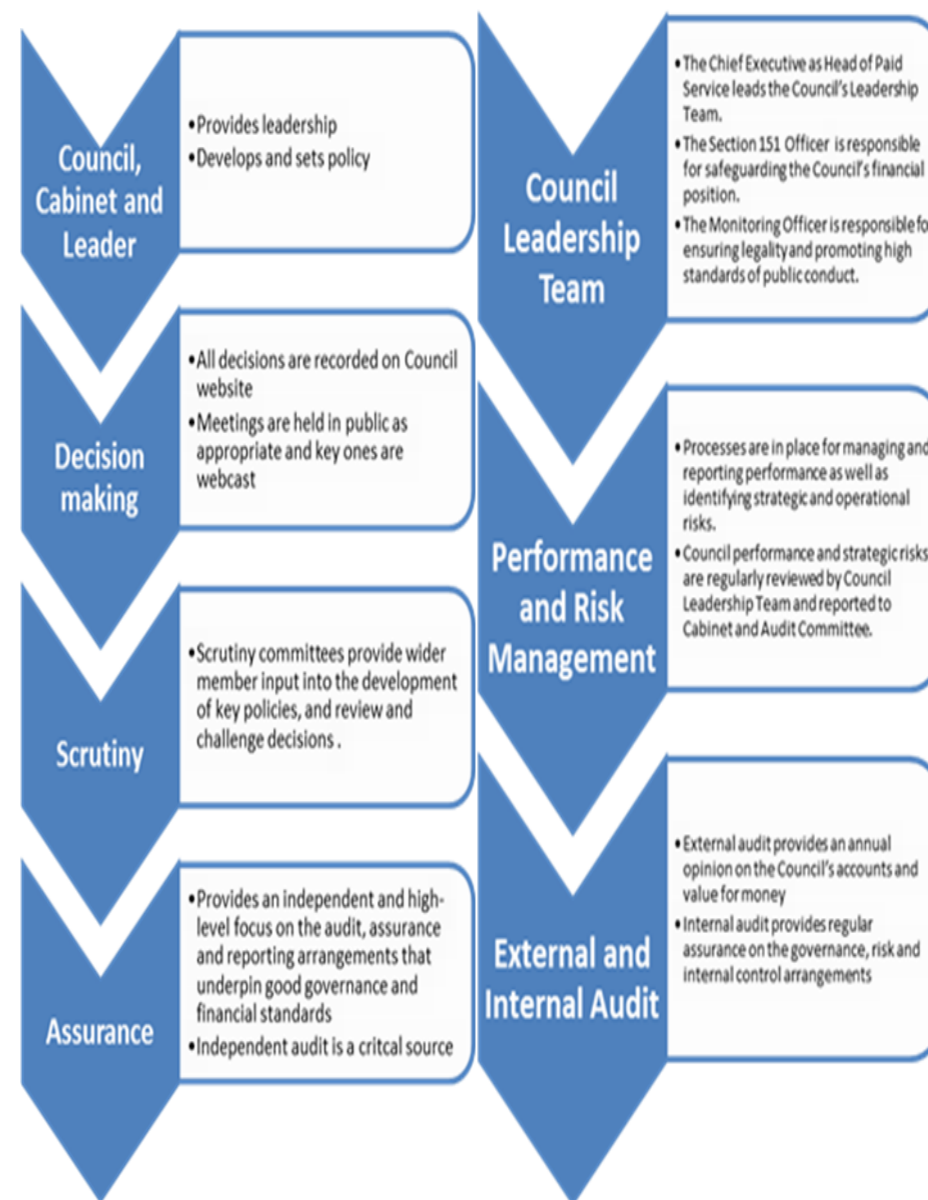 Council,
Cabinet and
Leader
•Provides leadership
•Develops and sets policy
Decision
making
•All decisions are recorded on Council
website
•Meetings are held in public as
appropriate and key ones are
webcast
Scrutiny
•Scrutiny committees provide wider
member input into the development
of key policies, and review and
challenge decisions .
Assurance
•Provides an independent and high-
level focus on the audit, assurance
and reporting arrangements that
underpin good governance and
financial standards
•Independent audit is a critcal source
Council
Leadership
Team
•The Chief Executive as Head of Paid
Service leads the Council's Leadership
Team.
•The Section 151 Officer is responsible
for safeguarding the Council's financial
position.
•The Monitoring Officer is responsible fo
ensuring legality and promoting high
standards of public conduct.
Performance
and Risk
Management
•Processes are in place for managing and
reporting performance as well as
identifying strategic and operational
risks.
•Council performance and strategic risks
are regularly reviewed by Council
Leadership Team and reported to
Cabinet and Audit Committee.
External and
Internal Audit
•External audit provides an annual
opinion on the Council's accounts and
value for money
•Internal audit provides regular
assurance on the governance, risk and
internal control arrangements